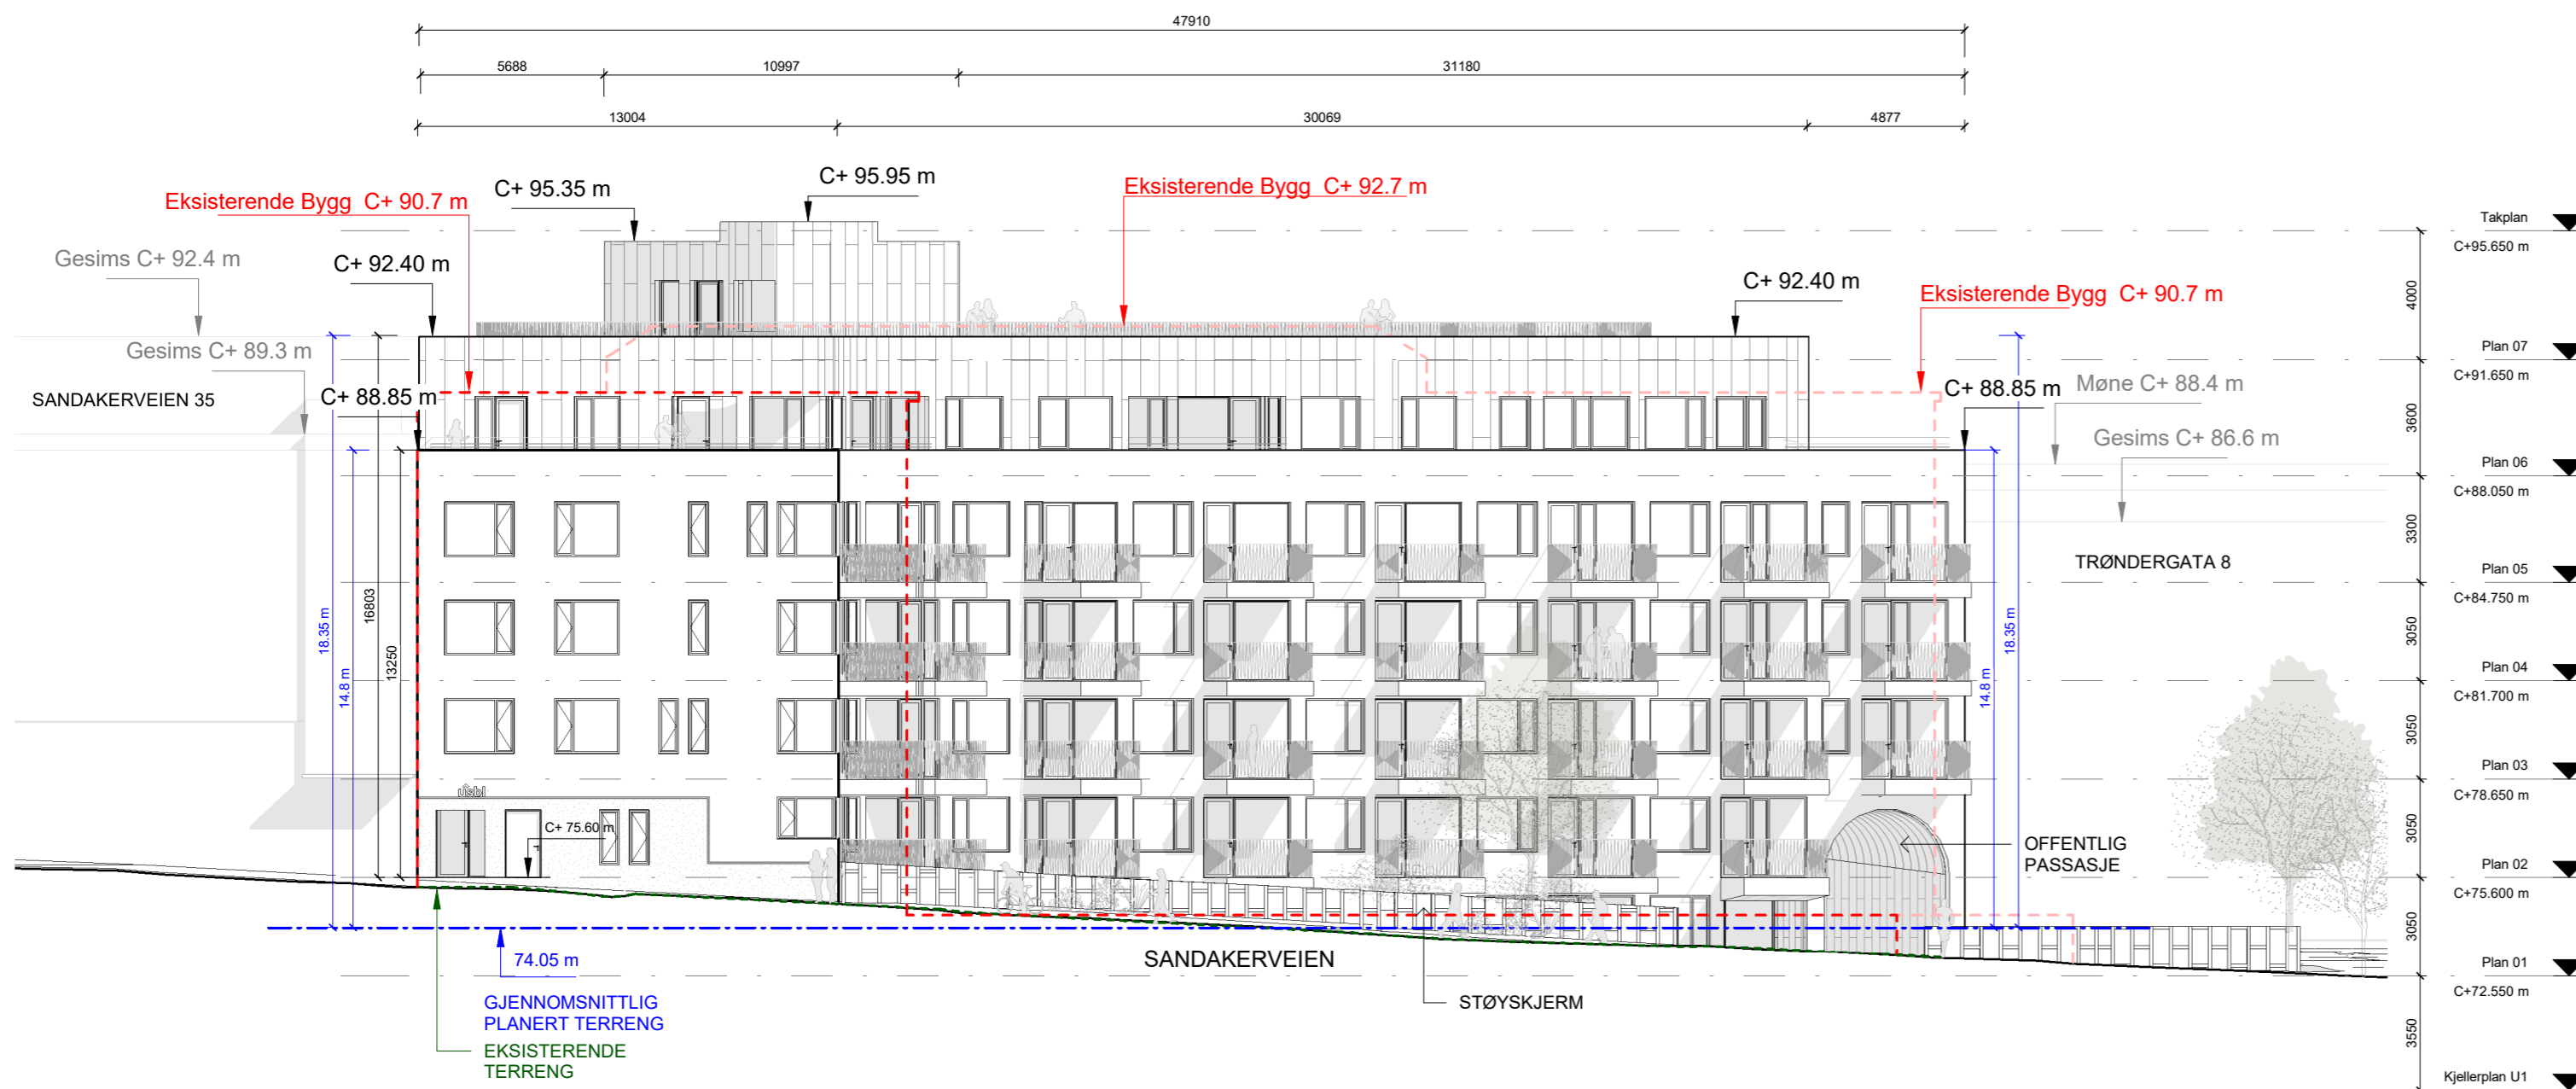 47910
5688
10997
31180
13004
30069
4877
C+ 95.35 m
C+ 95.95 m
Eksisterende Bygg C+ 92.7 m
Eksisterende Bygg C+ 90.7 m
Gesims C+ 92.4 m
C+ 92.40 m
C+ 92.40 m
Eksisterende Bygg C+ 90.7 m
Gesims C+ 89.3 m
SANDAKERVEIEN 35
C+ 88.85 m
C+ 88.85 m
Møne C+ 88.4 m
Gesims C+ 86.6 m
TRØNDERGATA 8
18.35 m
14.8 m
16803
13250
14.8 m
18.35 m
usbl
C+ 75.60 m
OFFENTLIG
PASSASJE
74.05 m
SANDAKERVEIEN
GJENNOMSNITTLIG
PLANERT TERRENG
STØYSKJERM
EKSISTERENDE
TERRENG
Takplan
C+95.650 m
4000
Plan 07
C+91.650 m
3600
Plan 06
C+88.050 m
3300
Plan 05
C+84.750 m
3050
Plan 04
C+81.700 m
3050
Plan 03
C+78.650 m
3050
Plan 02
C+75.600 m
3050
Plan 01
C+72.550 m
3550
Kjellerplan U1